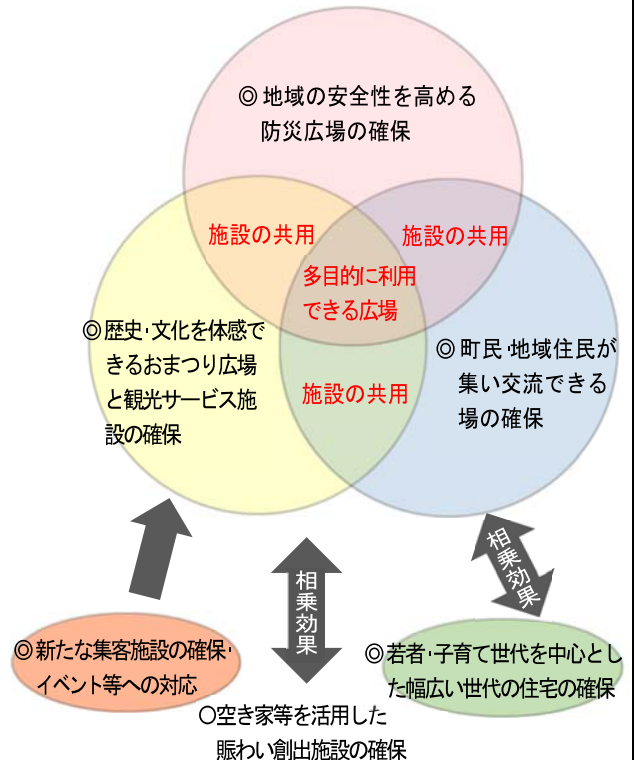 ◎地域の安全性を高める
防災広場の確保
施設の共用
施設の共用
多目的に利用
できる広場
◎歴史・文化を体感で
きるおまつり広場
と観光サービス施
設の確保
◎町民・地域住民が
集い交流できる
場の確保
施設の共用
相乗効果
相乗効果
◎新たな集客施設の確保・
イベント等への対応
◎若者・子育て世代を中心とし
た幅広い世代の住宅の確保
〇空き家等を活用した
賑わい創出施設の確保